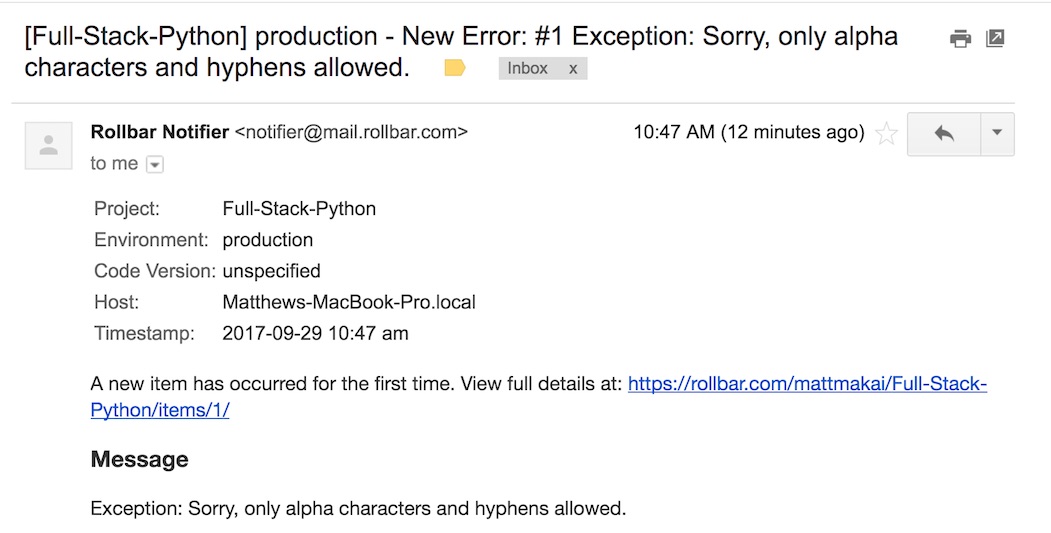 [Full-Stack-Python] production - New Error: #1 Exception: Sorry, only alpha
characters and hyphens allowed. Inbox x
Rollbar Notifier <notifier@mail.rollbar.com> 10:47 AM (12 minutes ago)
to me
Project: Full-Stack-Python
Environment: production
Code Version: unspecified
Host: Matthews-MacBook-Pro.local
Timestamp: 2017-09-29 10:47 am
A new item has occurred for the first time. View full details at: https://rollbar.com/mattmakai/Full-Stack-
Python/items/1/
Message
Exception: Sorry, only alpha characters and hyphens allowed.